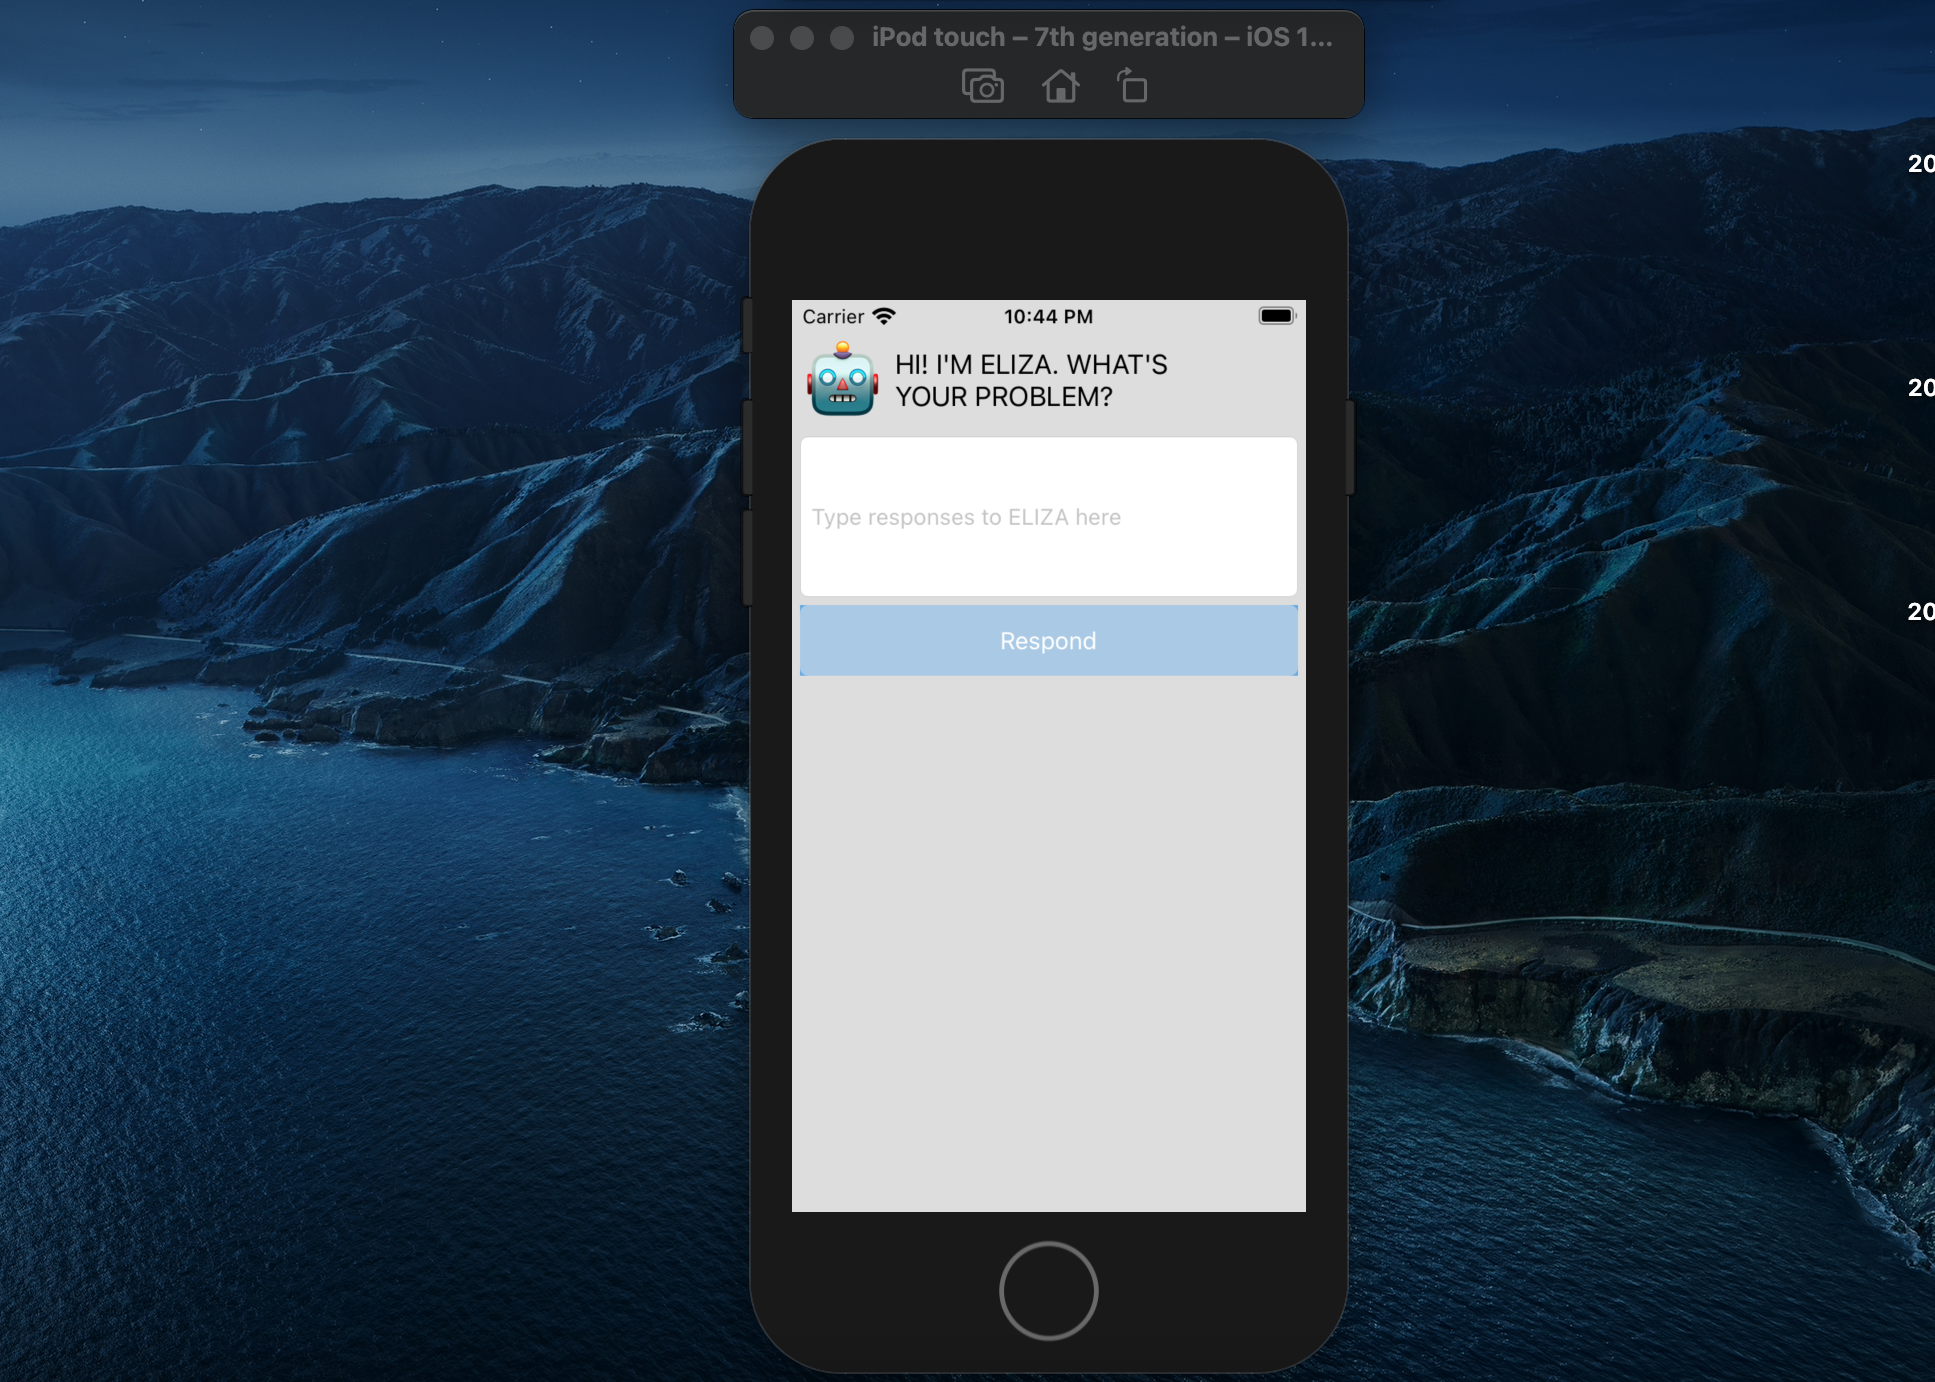 iPod touch – 7th generation – iOS 1...
Carrier
10:44 PM
HI! I'M ELIZA. WHAT'S
YOUR PROBLEM?
Type responses to ELIZA here
Respond
20
20
20